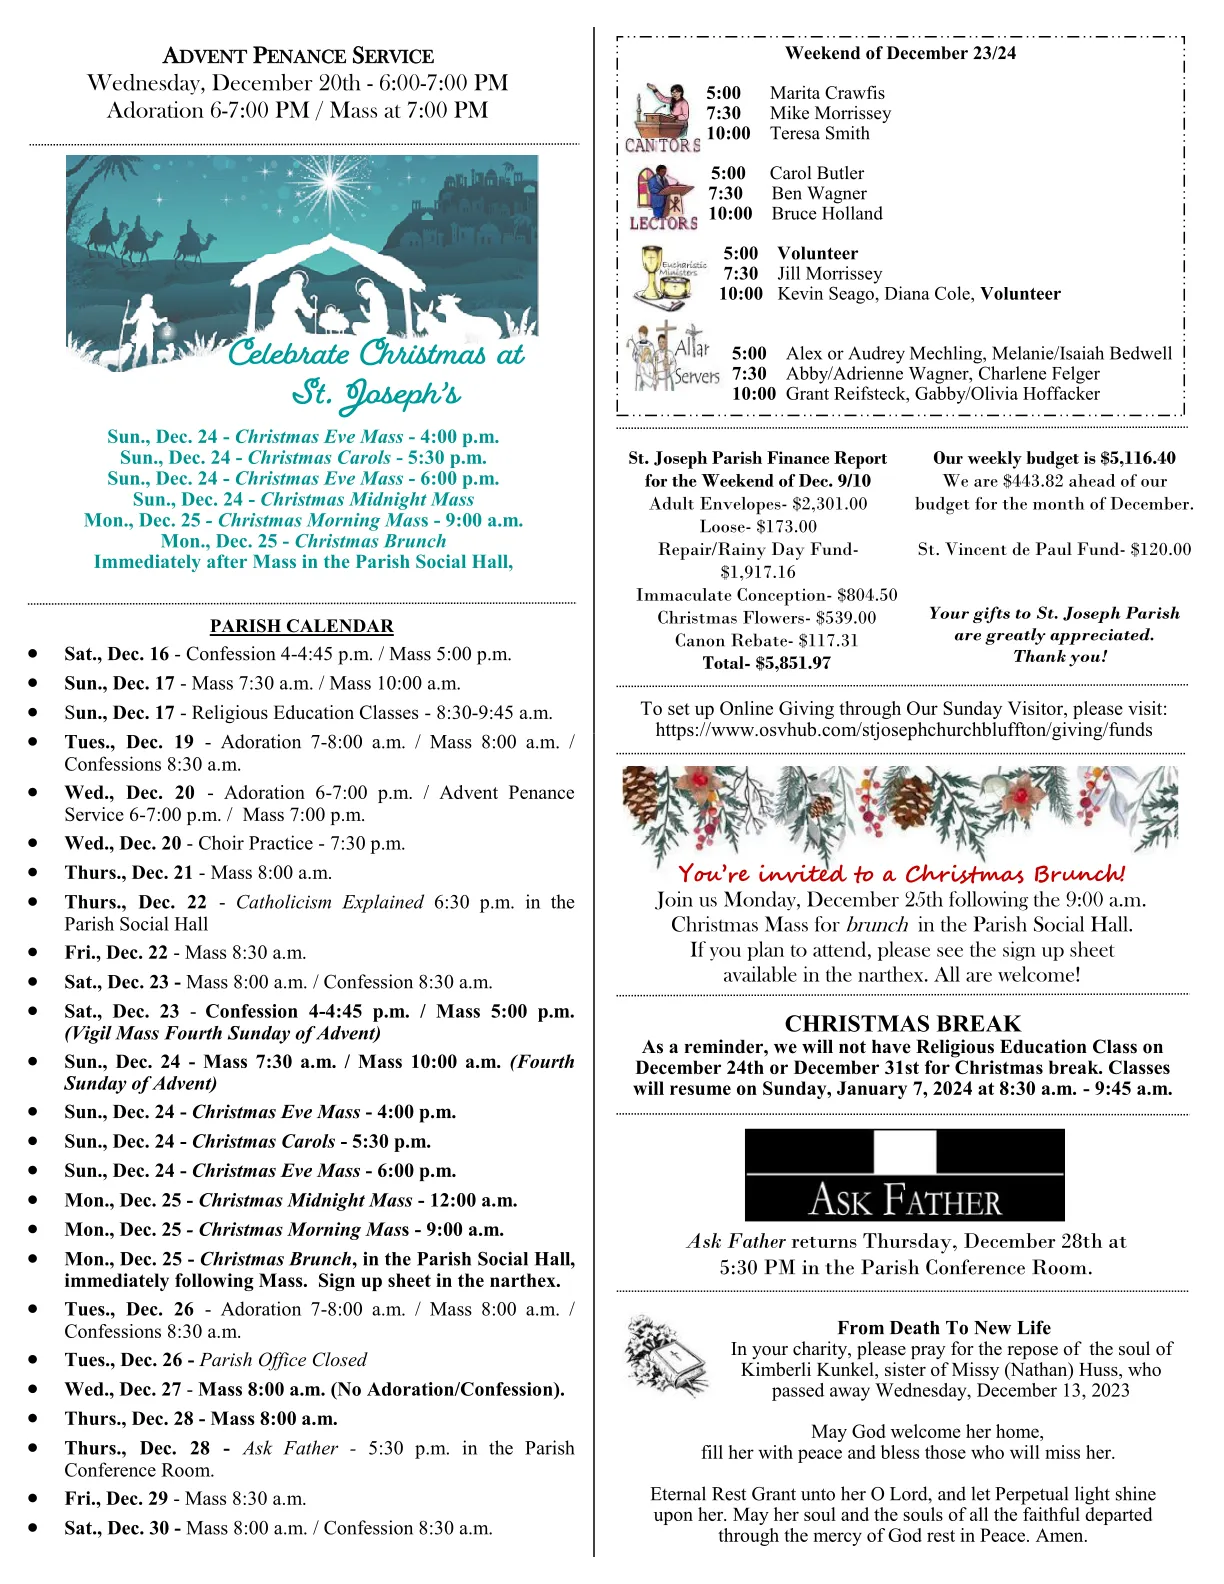 ADVENT PENANCE SERVICE
Wednesday, December 20th - 6:00-7:00 PM
Adoration 6-7:00 PM / Mass at 7:00 PM
Celebrate Christmas at
St. Joseph's
Sun., Dec. 24 - Christmas Eve Mass - 4:00 p.m.
Sun., Dec. 24 - Christmas Carols - 5:30 p.m.
Sun., Dec. 24 - Christmas Eve Mass - 6:00 p.m.
Sun., Dec. 24 - Christmas Midnight Mass
Mon., Dec. 25 - Christmas Morning Mass - 9:00 a.m.
Mon., Dec. 25 - Christmas Brunch
Immediately after Mass in the Parish Social Hall,
PARISH CALENDAR
• Sat., Dec. 16 - Confession 4-4:45 p.m. / Mass 5:00 p.m.
• Sun., Dec. 17 - Mass 7:30 a.m. / Mass 10:00 a.m.
• Sun., Dec. 17 - Religious Education Classes - 8:30-9:45 a.m.
• Tues., Dec. 19 - Adoration 7-8:00 a.m. / Mass 8:00 a.m. /
Confessions 8:30 a.m.
• Wed., Dec. 20 - Adoration 6-7:00 p.m. / Advent Penance
Service 6-7:00 p.m. / Mass 7:00 p.m.
• Wed., Dec. 20 - Choir Practice - 7:30 p.m.
• Thurs., Dec. 21 - Mass 8:00 a.m.
• Thurs., Dec. 22 - Catholicism Explained 6:30 p.m. in the
Parish Social Hall
• Fri., Dec. 22 - Mass 8:30 a.m.
• Sat., Dec. 23 - Mass 8:00 a.m. / Confession 8:30 a.m.
• Sat., Dec. 23 - Confession 4-4:45 p.m. / Mass 5:00 p.m.
(Vigil Mass Fourth Sunday of Advent)
• Sun., Dec. 24 - Mass 7:30 a.m. / Mass 10:00 a.m. (Fourth
Sunday of Advent)
• Sun., Dec. 24 - Christmas Eve Mass - 4:00 p.m.
• Sun., Dec. 24 - Christmas Carols - 5:30 p.m.
• Sun., Dec. 24 - Christmas Eve Mass - 6:00 p.m.
• Mon., Dec. 25 - Christmas Midnight Mass - 12:00 a.m.
• Mon., Dec. 25 - Christmas Morning Mass - 9:00 a.m.
• Mon., Dec. 25 - Christmas Brunch, in the Parish Social Hall,
immediately following Mass. Sign up sheet in the narthex.
• Tues., Dec. 26 - Adoration 7-8:00 a.m. / Mass 8:00 a.m. /
Confessions 8:30 a.m.
• Tues., Dec. 26 - Parish Office Closed
• Wed., Dec. 27 - Mass 8:00 a.m. (No Adoration/Confession).
• Thurs., Dec. 28 - Mass 8:00 a.m.
• Thurs., Dec. 28 - Ask Father - 5:30 p.m. in the Parish
Conference Room.
• Fri., Dec. 29 - Mass 8:30 a.m.
• Sat., Dec. 30 - Mass 8:00 a.m. / Confession 8:30 a.m.
Weekend of December 23/24
CANTORS
5:00 Marita Crawfis
7:30 Mike Morrissey
10:00 Teresa Smith
LECTORS
5:00 Carol Butler
7:30 Ben Wagner
10:00 Bruce Holland
Eucharistic
Ministers
5:00 Volunteer
7:30 Jill Morrissey
10:00 Kevin Seago, Diana Cole, Volunteer
Altar
Servers
5:00 Alex or Audrey Mechling, Melanie/Isaiah Bedwell
7:30 Abby/Adrienne Wagner, Charlene Felger
10:00 Grant Reifsteck, Gabby/Olivia Hoffacker
St. Joseph Parish Finance Report
for the Weekend of Dec. 9/10
Adult Envelopes- $2,301.00
Loose- $173.00
Repair/Rainy Day Fund-
$1,917.16
Immaculate Conception- $804.50
Christmas Flowers- $539.00
Canon Rebate- $117.31
Total- $5,851.97
Our weekly budget is $5,116.40
We are $443.82 ahead of our
budget for the month of December.
St. Vincent de Paul Fund- $120.00
Your gifts to St. Joseph Parish
are greatly appreciated.
Thank you!
To set up Online Giving through Our Sunday Visitor, please visit:
https://www.osvhub.com/stjosephchurchbluffton/giving/funds
You're invited to a Christmas Brunch!
Join us Monday, December 25th following the 9:00 a.m.
Christmas Mass for brunch in the Parish Social Hall.
If you plan to attend, please see the sign up sheet
available in the narthex. All are welcome!
CHRISTMAS BREAK
As a reminder, we will not have Religious Education Class on
December 24th or December 31st for Christmas break. Classes
will resume on Sunday, January 7, 2024 at 8:30 a.m. - 9:45 a.m.
ASK FATHER
Ask Father returns Thursday, December 28th at
5:30 PM in the Parish Conference Room.
From Death To New Life
In your charity, please pray for the repose of the soul of
Kimberli Kunkel, sister of Missy (Nathan) Huss, who
passed away Wednesday, December 13, 2023
May God welcome her home,
fill her with peace and bless those who will miss her.
Eternal Rest Grant unto her O Lord, and let Perpetual light shine
upon her. May her soul and the souls of all the faithful departed
through the mercy of God rest in Peace. Amen.